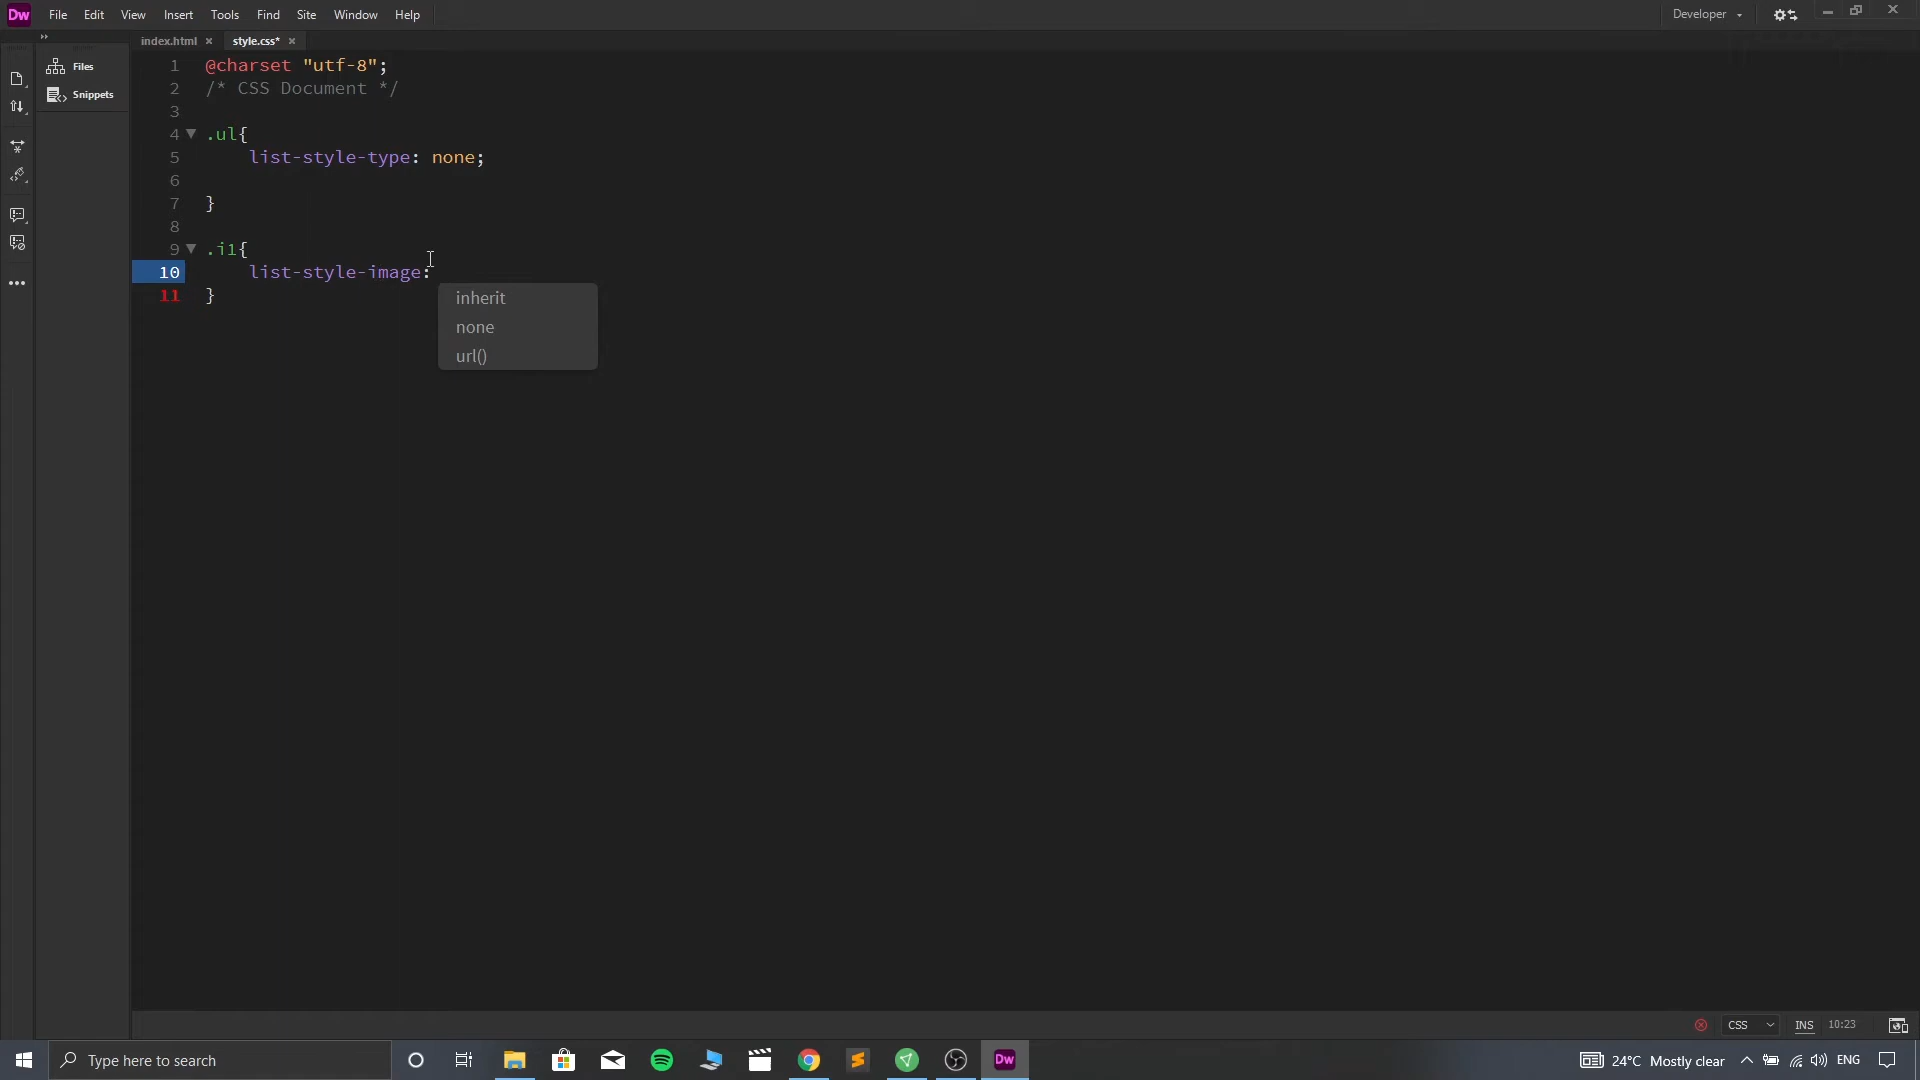 Dw File Edit View Insert Tools Find Site Window Help Developer
index.html × style.css* ×
Files
Snippets
1 @charset "utf-8";
2 /* CSS Document */
3
4 .ul{
5 list-style-type: none;
6
7 }
8
9 .i1{
10 list-style-image:
11 }
inherit
none
url()
CSS INS 10:23
Type here to search Dw 24°C Mostly clear ENG